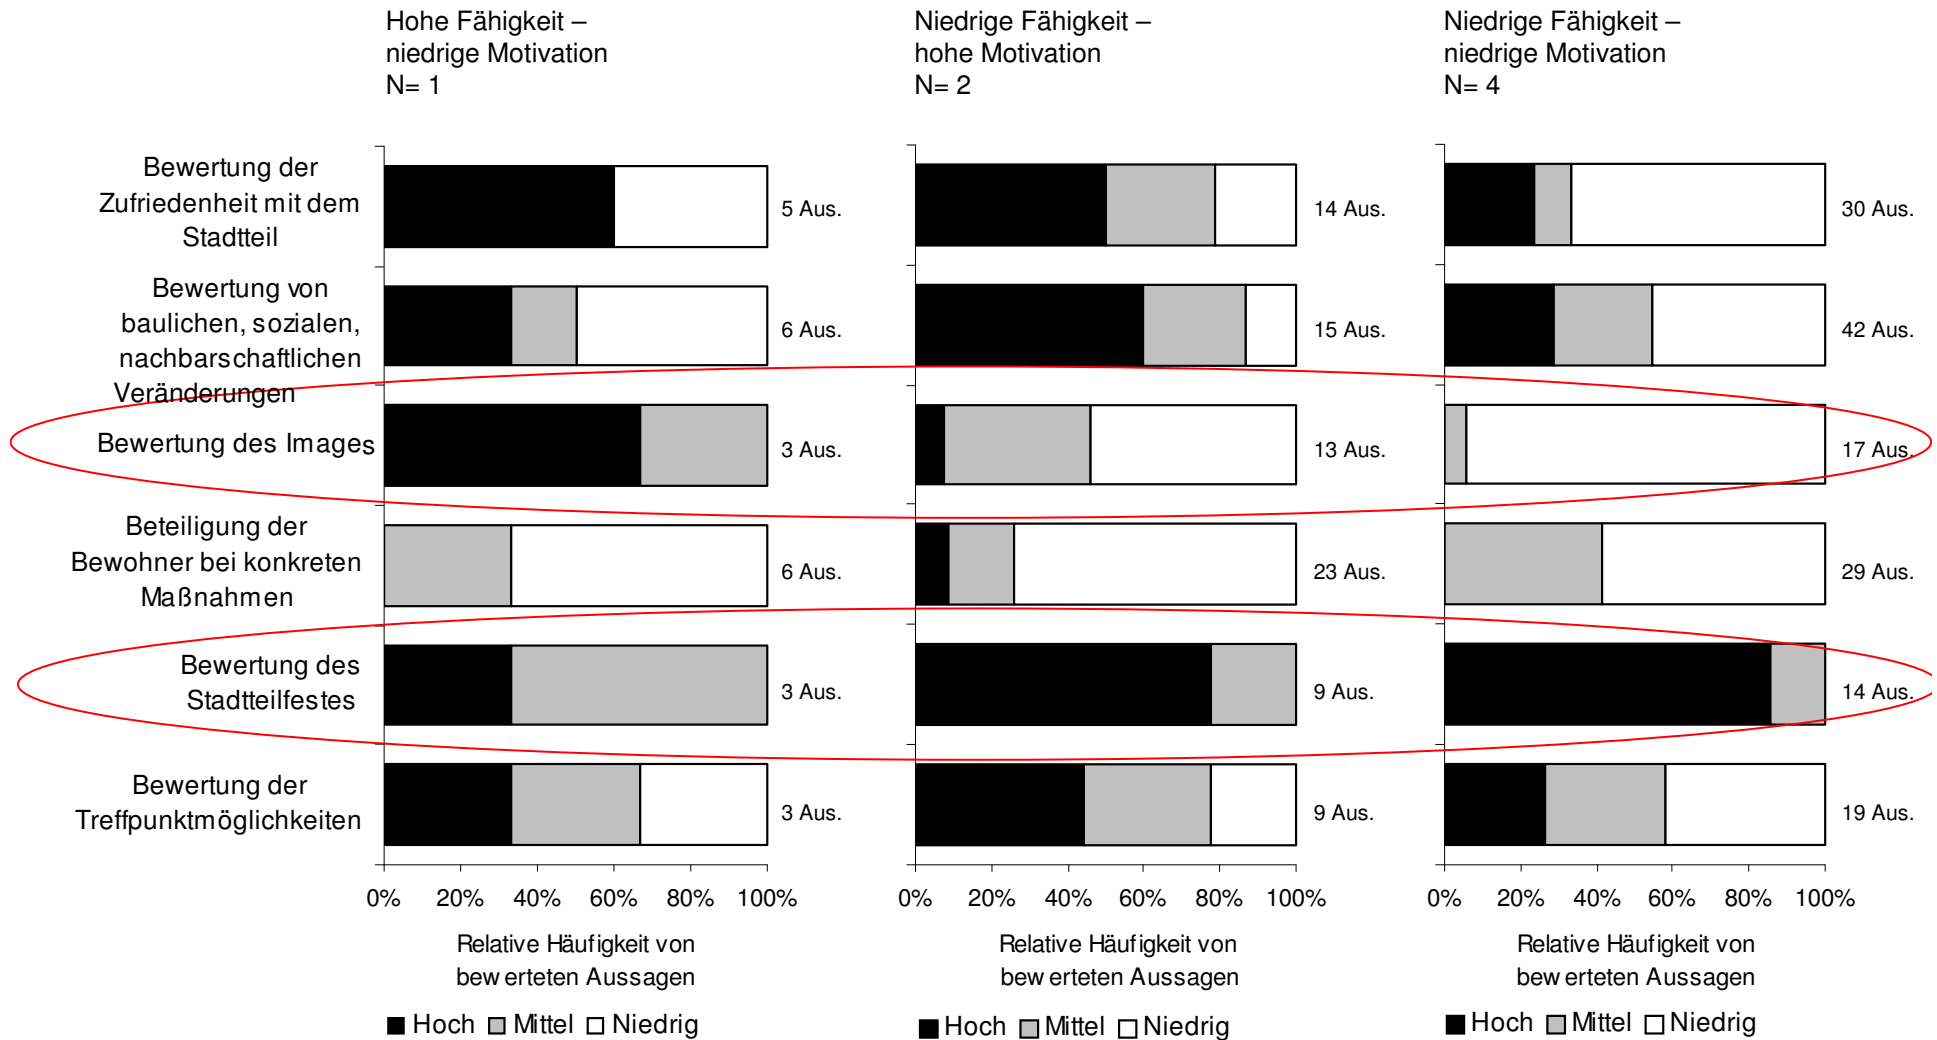 Hohe Fähigkeit –
niedrige Motivation
N= 1
Niedrige Fähigkeit –
hohe Motivation
N= 2
Niedrige Fähigkeit –
niedrige Motivation
N= 4
Bewertung der
Zufriedenheit mit dem
Stadtteil
5 Aus.
14 Aus.
30 Aus.
Bewertung von
baulichen, sozialen,
nachbarschaftlichen
Veränderungen
6 Aus.
15 Aus.
42 Aus.
Bewertung des Images
3 Aus.
13 Aus.
17 Aus.
Beteiligung der
Bewohner bei konkreten
Maßnahmen
6 Aus.
23 Aus.
29 Aus.
Bewertung des
Stadtteilfestes
3 Aus.
9 Aus.
14 Aus.
Bewertung der
Treffpunktmöglichkeiten
3 Aus.
9 Aus.
19 Aus.
0% 20% 40% 60% 80% 100%
0% 20% 40% 60% 80% 100%
0% 20% 40% 60% 80% 100%
Relative Häufigkeit von
bewerteten Aussagen
Relative Häufigkeit von
bewerteten Aussagen
Relative Häufigkeit von
bewerteten Aussagen
Hoch Mittel Niedrig
Hoch Mittel Niedrig
Hoch Mittel Niedrig